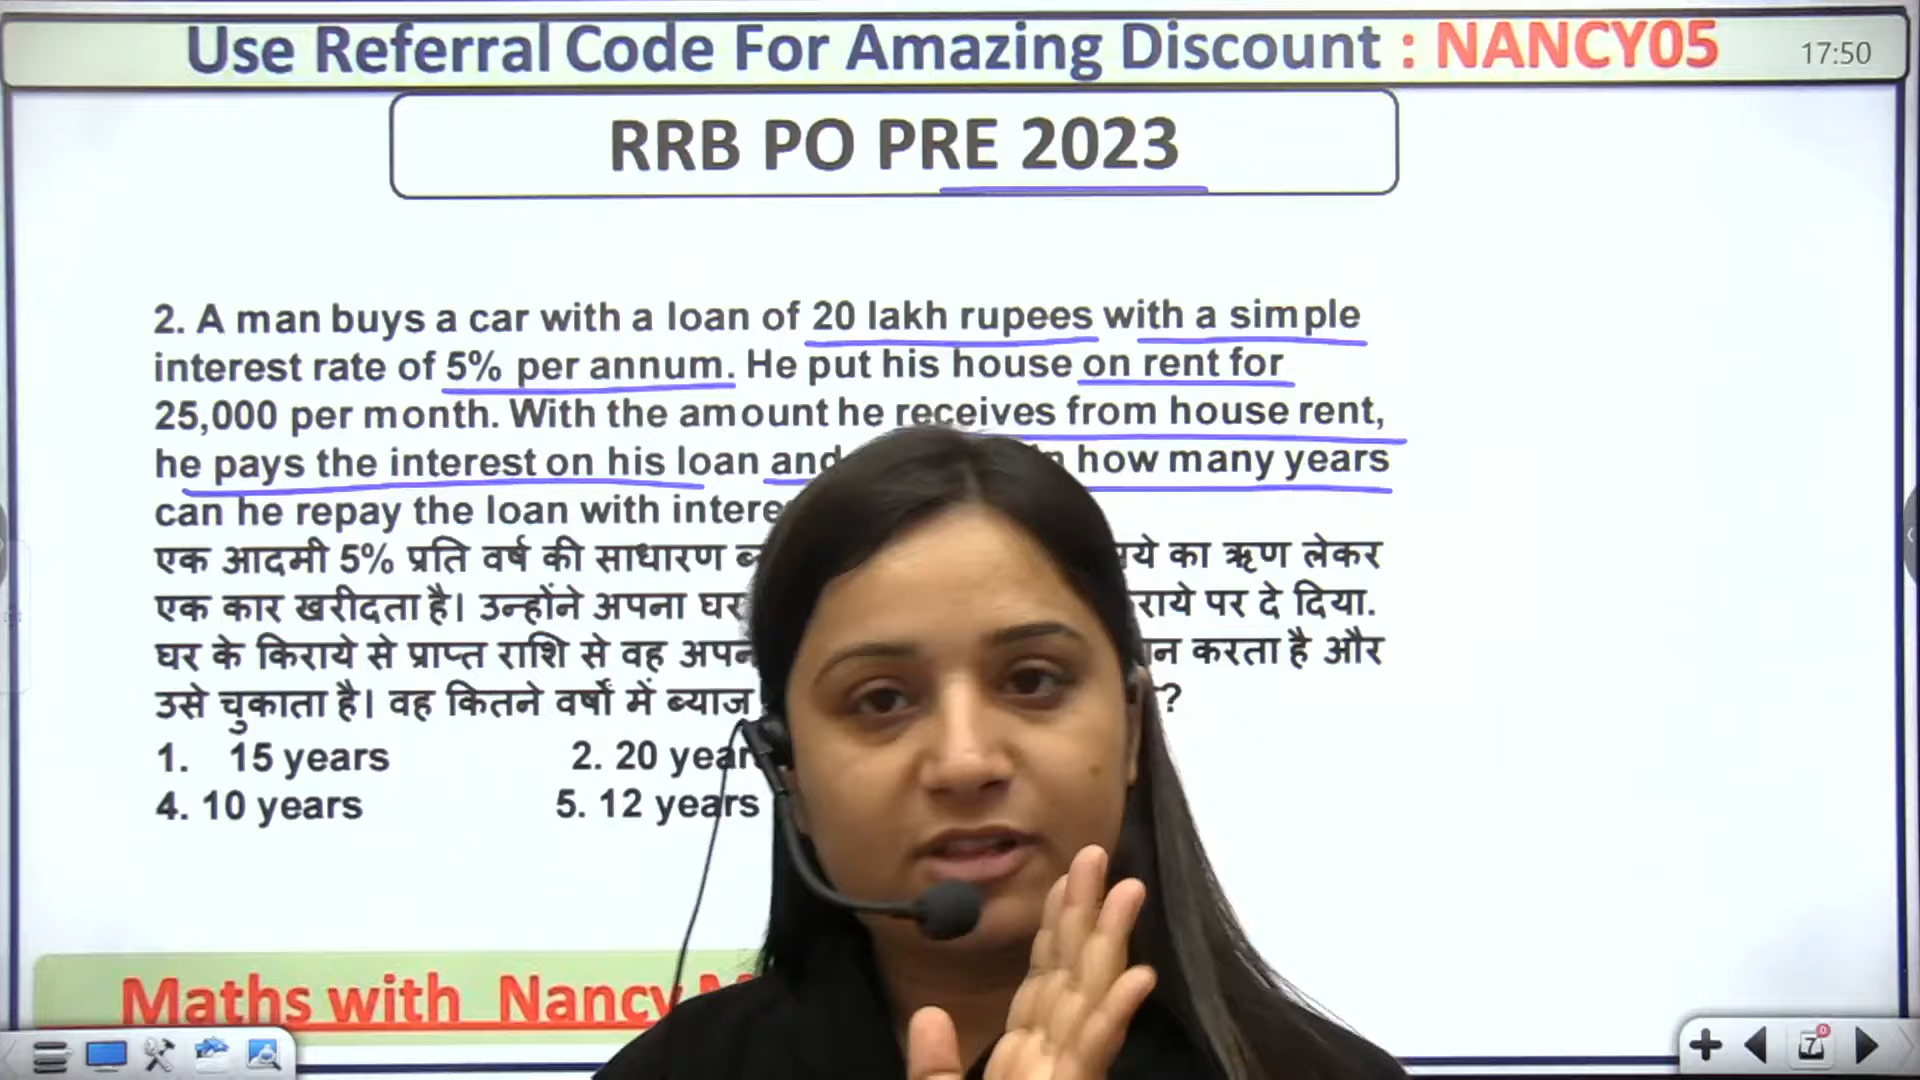 Use Referral Code For Amazing Discount : NANCY05 17:50
RRB PO PRE 2023
2. A man buys a car with a loan of 20 lakh rupees with a simple
interest rate of 5% per annum. He put his house on rent for
25,000 per month. With the amount he receives from house rent,
he pays the interest on his loan and how many years
can he repay the loan with
एक आदमी 5% प्रति वर्ष की साधारण का ऋण लेकर
एक कार खरीदता है। उन्होंने अपना घर पर दे दिया.
घर के किराये से प्राप्त राशि से वह करता है और
उसे चुकाता है। वह कितने वर्षों में ब्याज ?
1. 15 years 2. 20
4. 10 years 5. 12 years
Maths with Nancy
7 0